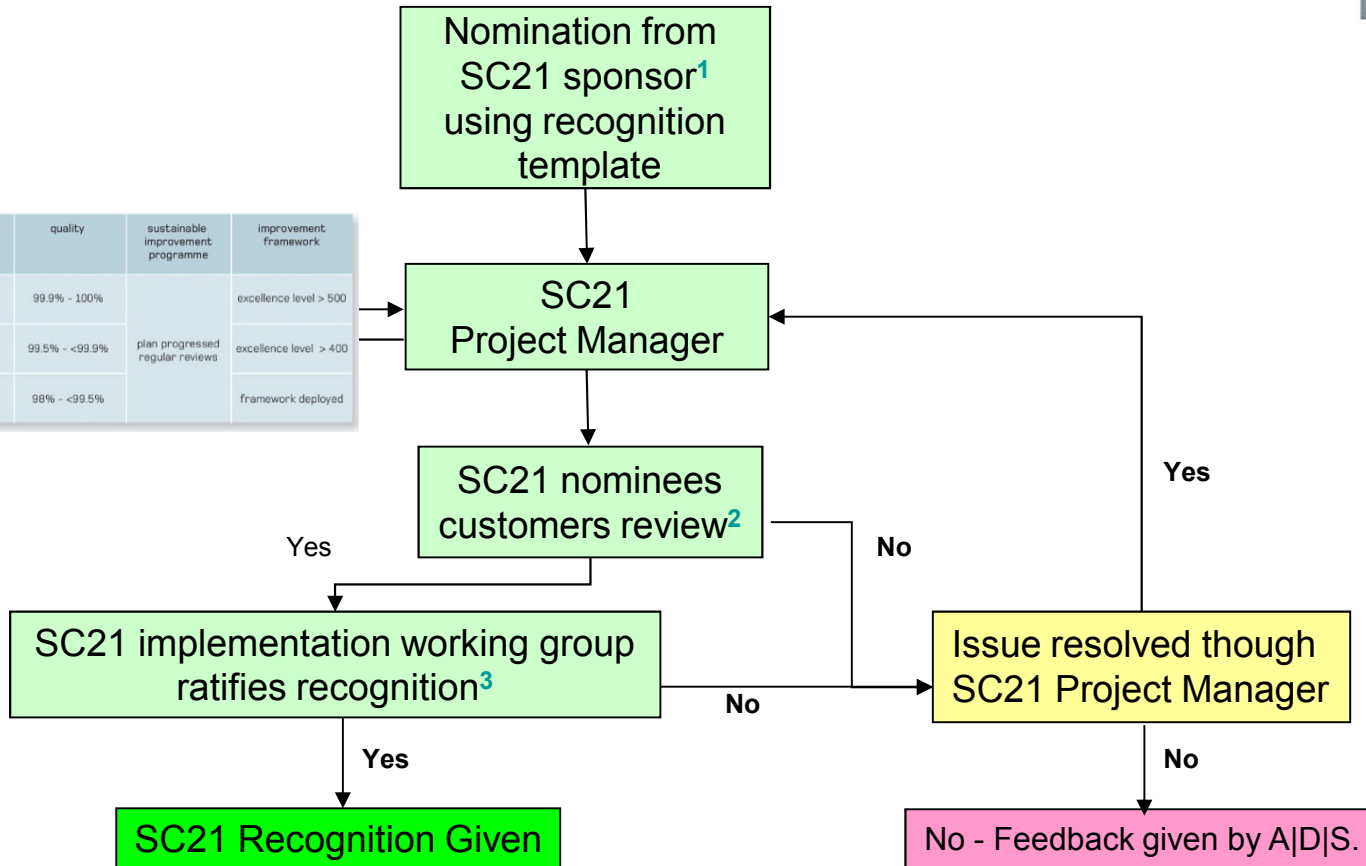 Nomination from
SC21 sponsor1
using recognition
template
quality
sustainable
improvement
programme
improvement
framework
99.9% - 100%
excellence level > 500
99.5% - <99.9%
plan progressed
regular reviews
excellence level > 400
98% - <99.5%
framework deployed
SC21
Project Manager
SC21 nominees
customers review2
Yes
No
Yes
SC21 implementation working group
ratifies recognition3
No
Issue resolved though
SC21 Project Manager
Yes
No
SC21 Recognition Given
No - Feedback given by A|D|S.